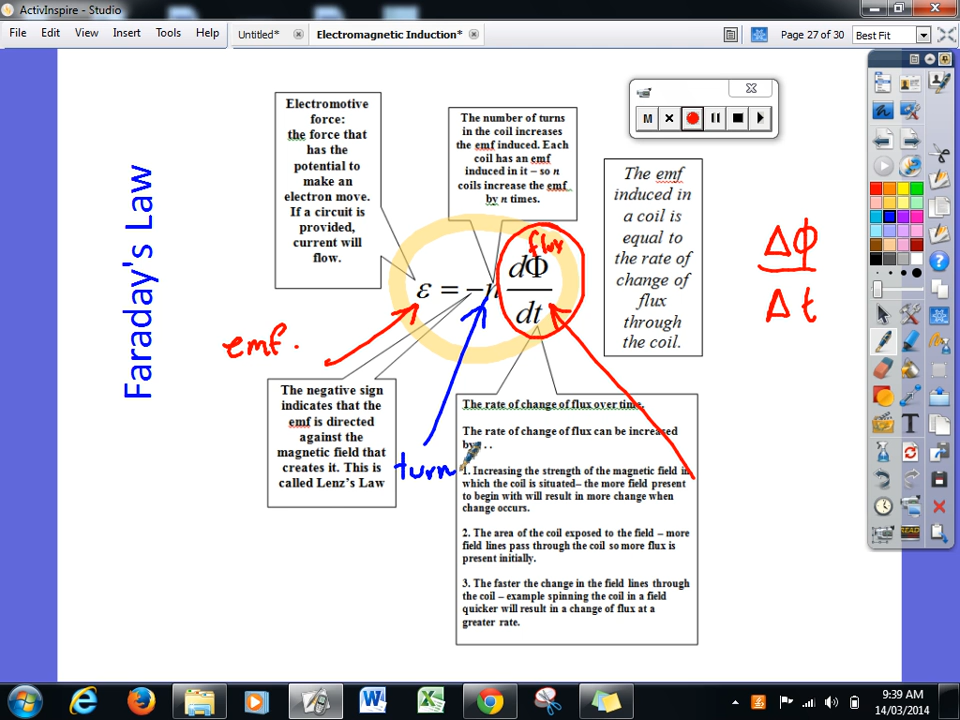 ActivInspire - Studio
File Edit View Insert Tools Help
Untitled*
Electromagnetic Induction*
Page 27 of 30
Best Fit
Faraday's Law
Electromotive
force:
the force that
has the
potential to
make an
electron move.
If a circuit is
provided,
current will
flow.
The number of turns
in the coil increases
the emf induced. Each
coil has an emf
induced in it – so n
coils increase the emf
by n times.
M
The emf
induced in
a coil is
equal to
the rate of
change of
flux
through
the coil.
flux
ε = −n dΦ
dt
ΔΦ
Δt
emf.
turn
The negative sign
indicates that the
emf is directed
against the
magnetic field that
creates it. This is
called Lenz's Law
The rate of change of flux over time.
The rate of change of flux can be increased
by . . .
1. Increasing the strength of the magnetic field in
which the coil is situated– the more field present
to begin with will result in more change when
change occurs.
2. The area of the coil exposed to the field – more
field lines pass through the coil so more flux is
present initially.
3. The faster the change in the field lines through
the coil – example spinning the coil in a field
quicker will result in a change of flux at a
greater rate.
9:39 AM
14/03/2014